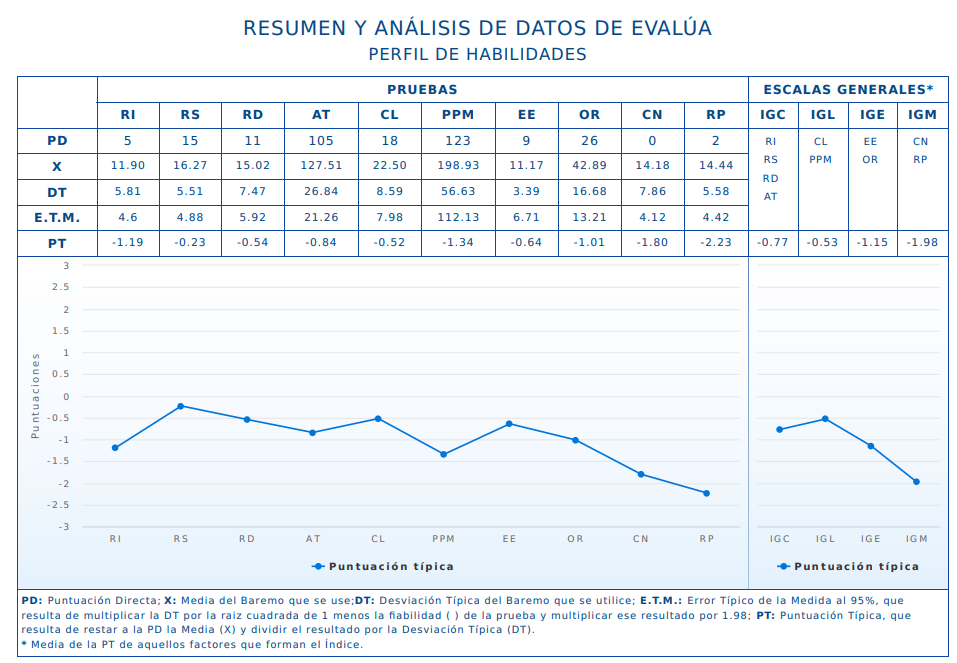 RESUMEN Y ANÁLISIS DE DATOS DE EVALÚA
PERFIL DE HABILIDADES
PRUEBAS ESCALAS GENERALES*
RI RS RD AT CL PPM EE OR CN RP IGC IGL IGE IGM
PD 5 15 11 105 18 123 9 26 0 2 RI CL EE CN
RS PPM OR RP
X 11.90 16.27 15.02 127.51 22.50 198.93 11.17 42.89 14.18 14.44
RD
DT 5.81 5.51 7.47 26.84 8.59 56.63 3.39 16.68 7.86 5.58
AT
E.T.M. 4.6 4.88 5.92 21.26 7.98 112.13 6.71 13.21 4.12 4.42
PT -1.19 -0.23 -0.54 -0.84 -0.52 -1.34 -0.64 -1.01 -1.80 -2.23 -0.77 -0.53 -1.15 -1.98
Puntuaciones
3
2.5
2
1.5
1
0.5
0
-0.5
-1
-1.5
-2
-2.5
-3
RI RS RD AT CL PPM EE OR CN RP IGC IGL IGE IGM
Puntuación típica Puntuación típica
PD: Puntuación Directa; X: Media del Baremo que se use;DT: Desviación Típica del Baremo que se utilice; E.T.M.: Error Típico de la Medida al 95%, que
resulta de multiplicar la DT por la raiz cuadrada de 1 menos la fiabilidad ( ) de la prueba y multiplicar ese resultado por 1.98; PT: Puntuación Típica, que
resulta de restar a la PD la Media (X) y dividir el resultado por la Desviación Típica (DT).
* Media de la PT de aquellos factores que forman el Índice.